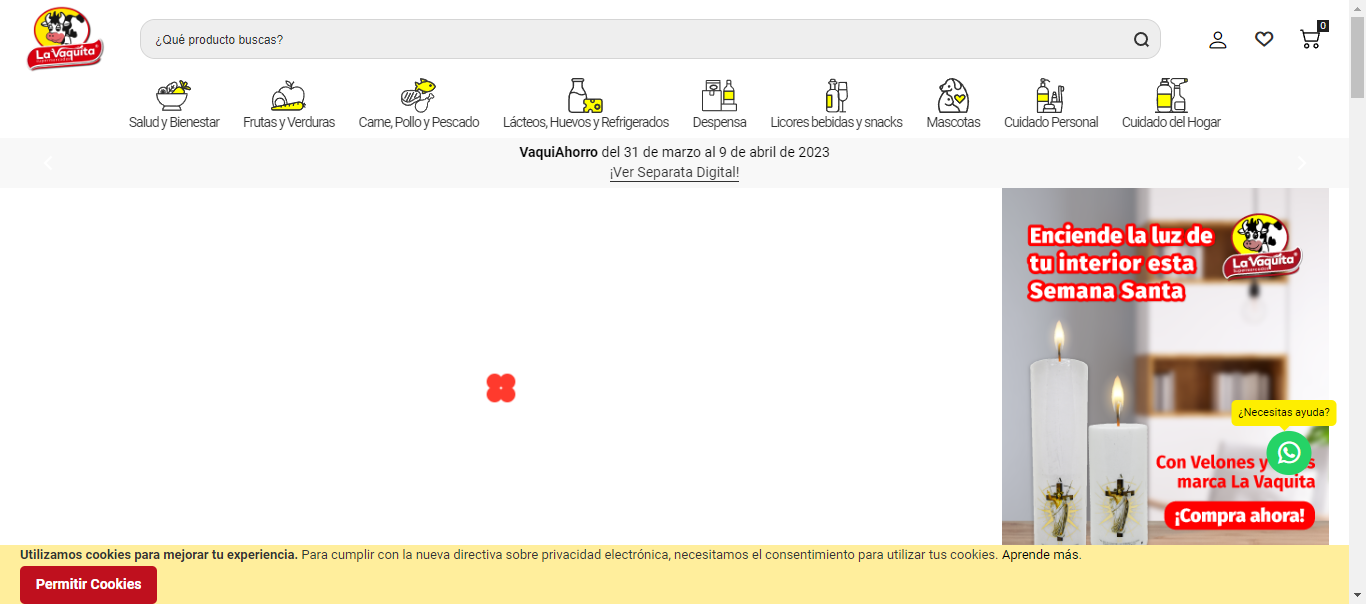 La Vaquita
Supermercados
¿Qué producto buscas?
0
Salud y Bienestar
Frutas y Verduras
Carne, Pollo y Pescado
Lácteos, Huevos y Refrigerados
Despensa
Licores bebidas y snacks
Mascotas
Cuidado Personal
Cuidado del Hogar
VaquiAhorro del 31 de marzo al 9 de abril de 2023
¡Ver Separata Digital!
Enciende la luz de
tu interior esta
Semana Santa
La Vaquita
Supermercados
¿Necesitas ayuda?
Con Velones y
marca La Vaquita
¡Compra ahora!
Utilizamos cookies para mejorar tu experiencia. Para cumplir con la nueva directiva sobre privacidad electrónica, necesitamos el consentimiento para utilizar tus cookies. Aprende más.
Permitir Cookies